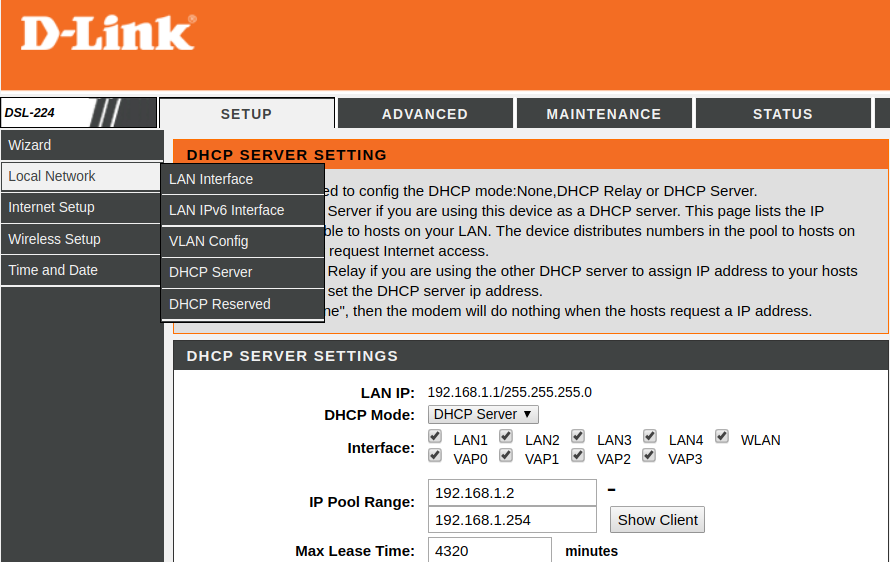 D-Link
DSL-224
SETUP
ADVANCED
MAINTENANCE
STATUS
Wizard
Local Network
Internet Setup
Wireless Setup
Time and Date
LAN Interface
LAN IPv6 Interface
VLAN Config
DHCP Server
DHCP Reserved
DHCP SERVER SETTING
ed to config the DHCP mode:None,DHCP Relay or DHCP Server.
Server if you are using this device as a DHCP server. This page lists the IP
ble to hosts on your LAN. The device distributes numbers in the pool to hosts on
request Internet access.
Relay if you are using the other DHCP server to assign IP address to your hosts
set the DHCP server ip address.
ne", then the modem will do nothing when the hosts request a IP address.
DHCP SERVER SETTINGS
LAN IP: 192.168.1.1/255.255.255.0
DHCP Mode: DHCP Server
Interface: LAN1 LAN2 LAN3 LAN4 WLAN
VAP0 VAP1 VAP2 VAP3
IP Pool Range: 192.168.1.2 -
192.168.1.254 Show Client
Max Lease Time: 4320 minutes